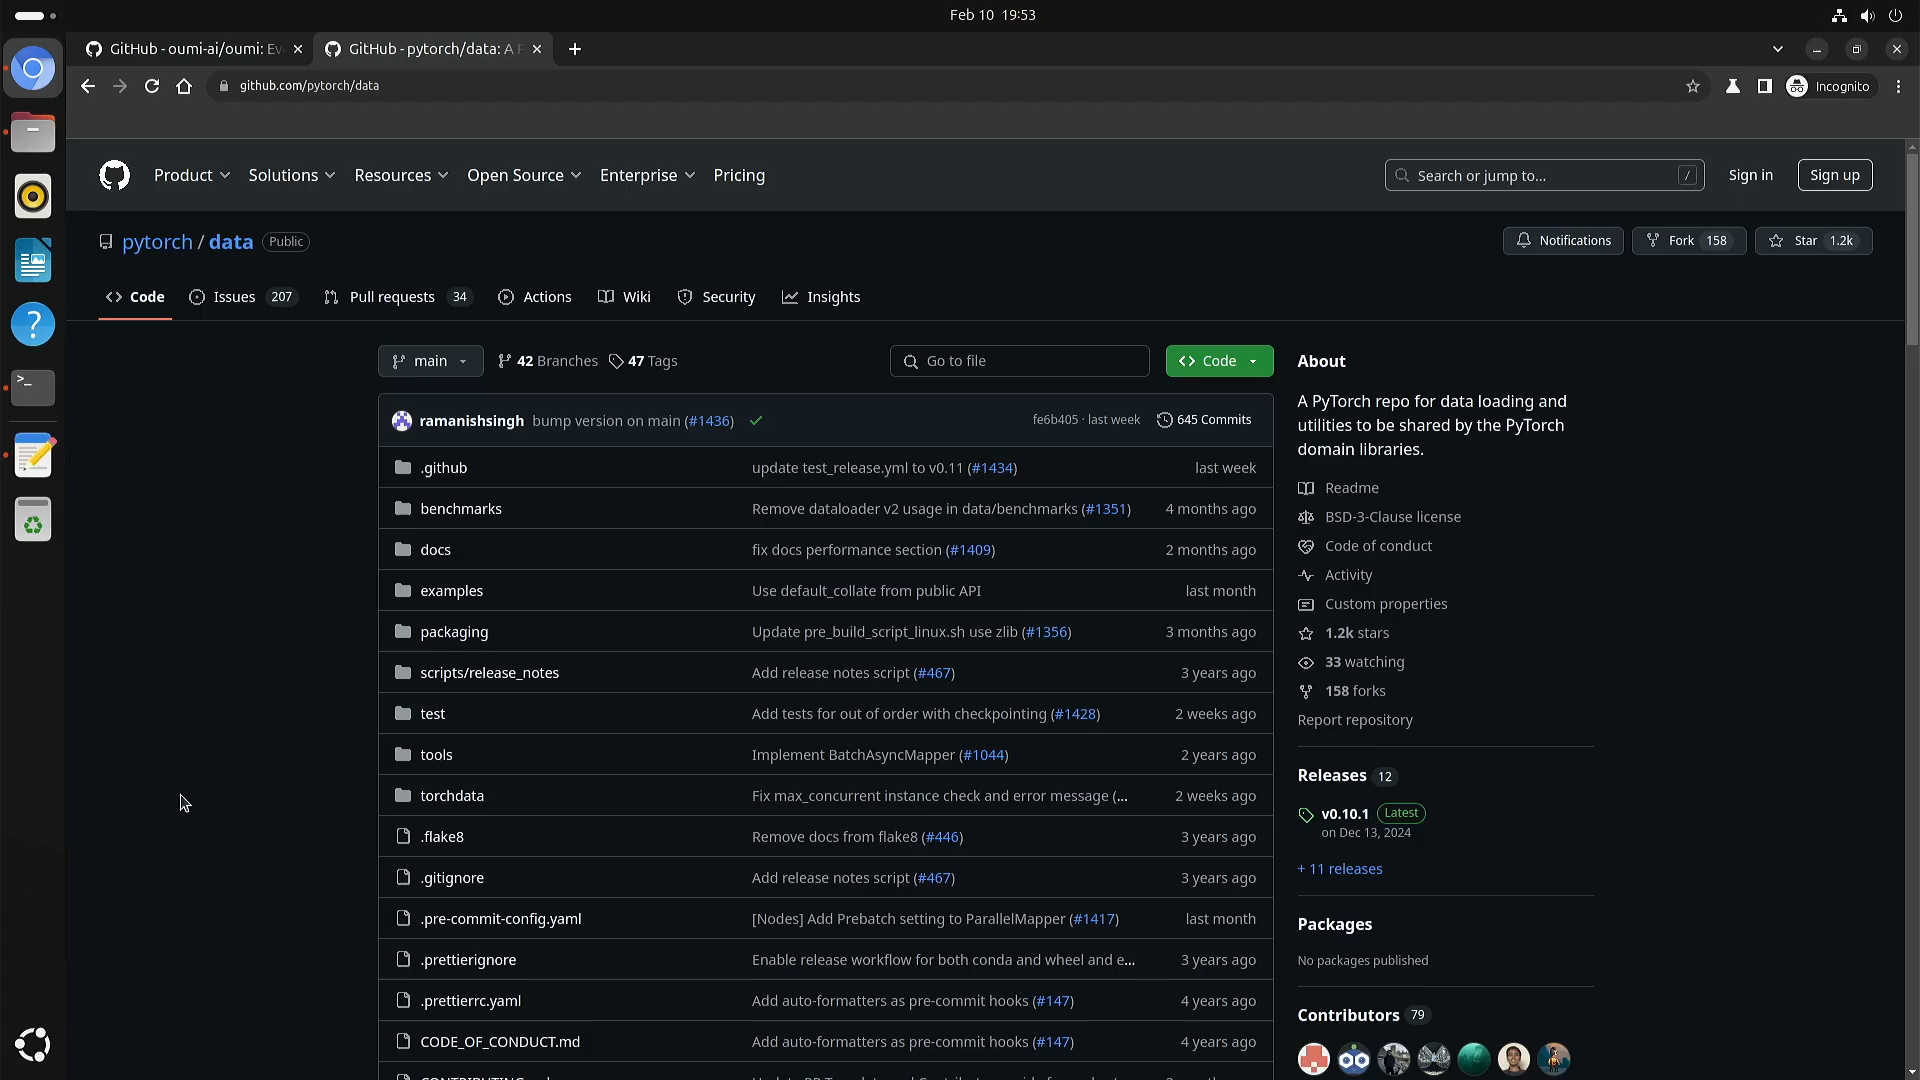 Feb 10 19:53
GitHub - oumi-ai/oumi: Ev
GitHub - pytorch/data: A P
github.com/pytorch/data
Incognito
Product
Solutions
Resources
Open Source
Enterprise
Pricing
Search or jump to...
/
Sign in
Sign up
pytorch / data
Public
Notifications
Fork 158
Star 1.2k
Code
Issues 207
Pull requests 34
Actions
Wiki
Security
Insights
main
42 Branches
47 Tags
Go to file
Code
ramanishsingh bump version on main (#1436)
fe6b405 · last week
645 Commits
.github update test_release.yml to v0.11 (#1434) last week
benchmarks Remove dataloader v2 usage in data/benchmarks (#1351) 4 months ago
docs fix docs performance section (#1409) 2 months ago
examples Use default_collate from public API last month
packaging Update pre_build_script_linux.sh use zlib (#1356) 3 months ago
scripts/release_notes Add release notes script (#467) 3 years ago
test Add tests for out of order with checkpointing (#1428) 2 weeks ago
tools Implement BatchAsyncMapper (#1044) 2 years ago
torchdata Fix max_concurrent instance check and error message (... 2 weeks ago
.flake8 Remove docs from flake8 (#446) 3 years ago
.gitignore Add release notes script (#467) 3 years ago
.pre-commit-config.yaml [Nodes] Add Prebatch setting to ParallelMapper (#1417) last month
.prettierignore Enable release workflow for both conda and wheel and e... 3 years ago
.prettierrc.yaml Add auto-formatters as pre-commit hooks (#147) 4 years ago
CODE_OF_CONDUCT.md Add auto-formatters as pre-commit hooks (#147) 4 years ago
About
A PyTorch repo for data loading and
utilities to be shared by the PyTorch
domain libraries.
Readme
BSD-3-Clause license
Code of conduct
Activity
Custom properties
1.2k stars
33 watching
158 forks
Report repository
Releases 12
v0.10.1 Latest
on Dec 13, 2024
+ 11 releases
Packages
No packages published
Contributors 79